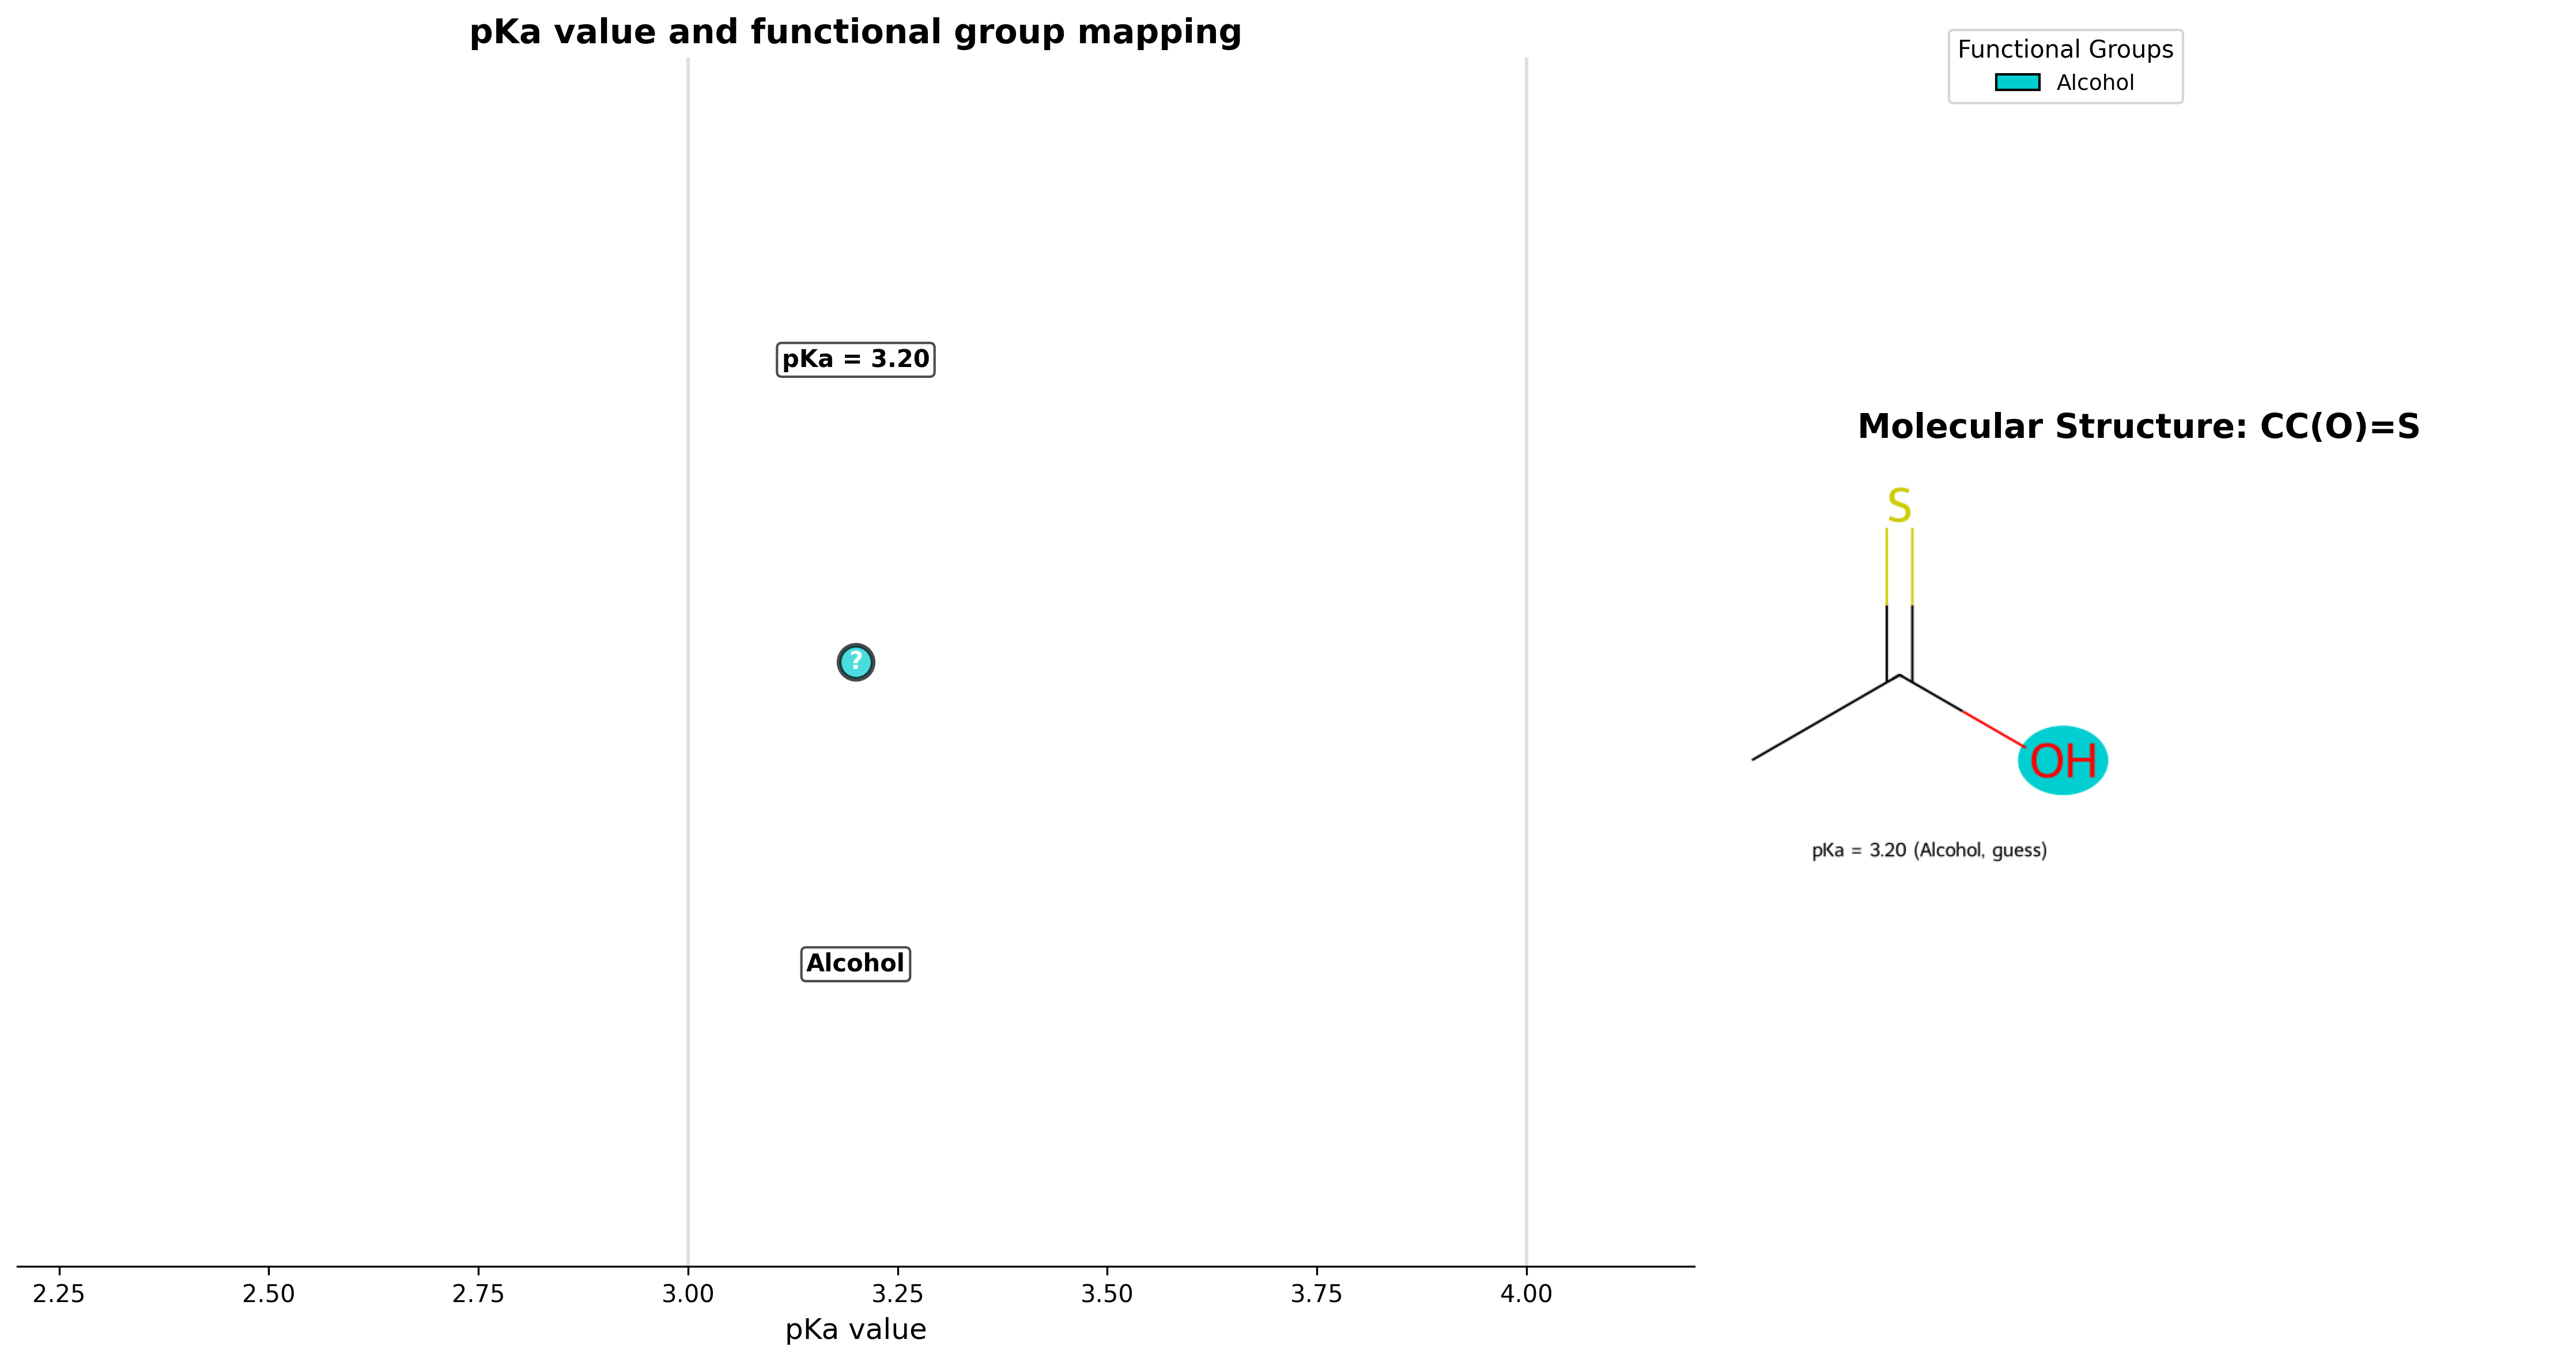 pKa value and functional group mapping
pKa = 3.20
?
Alcohol
2.25 2.50 2.75 3.00 3.25 3.50 3.75 4.00
pKa value
Functional Groups
Alcohol
Molecular Structure: CC(O)=S
S
OH
pKa = 3.20 (Alcohol, guess)